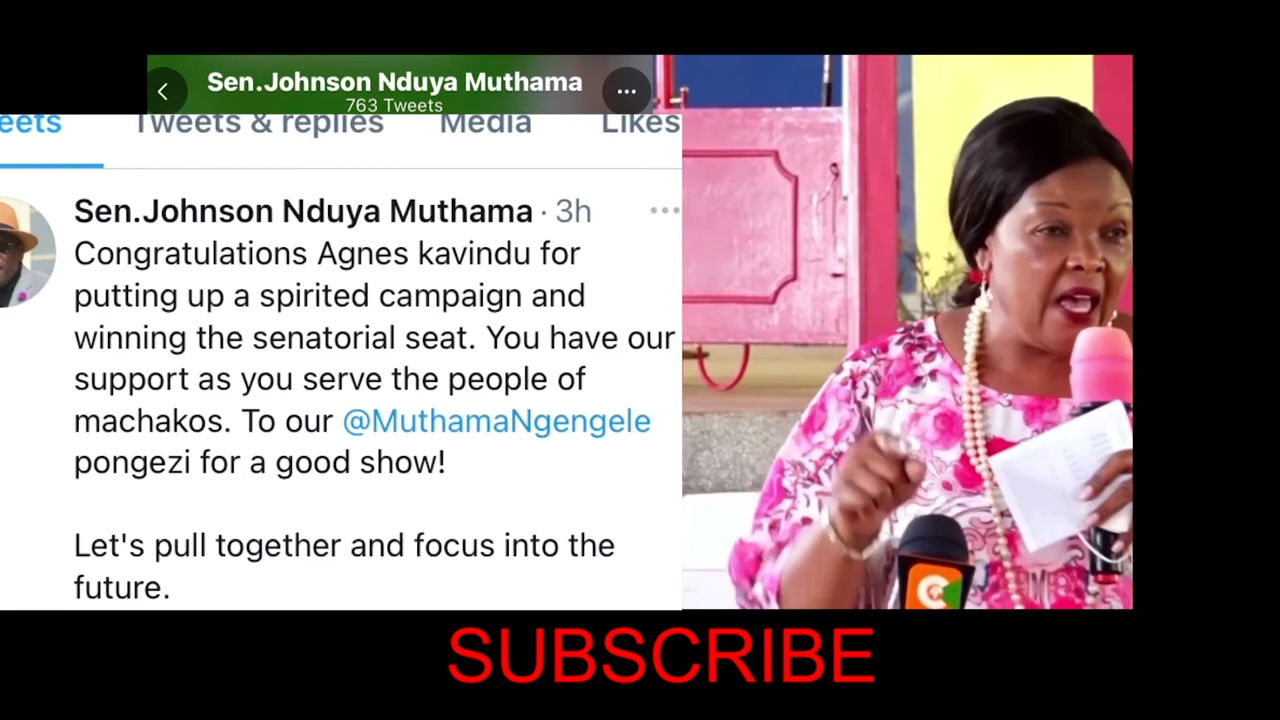 Sen.Johnson Nduya Muthama
763 Tweets
eets Tweets & replies Media Likes
Sen.Johnson Nduya Muthama · 3h
Congratulations Agnes kavindu for
putting up a spirited campaign and
winning the senatorial seat. You have our
support as you serve the people of
machakos. To our @MuthamaNgengele
pongezi for a good show!
Let's pull together and focus into the
future.
SUBSCRIBE